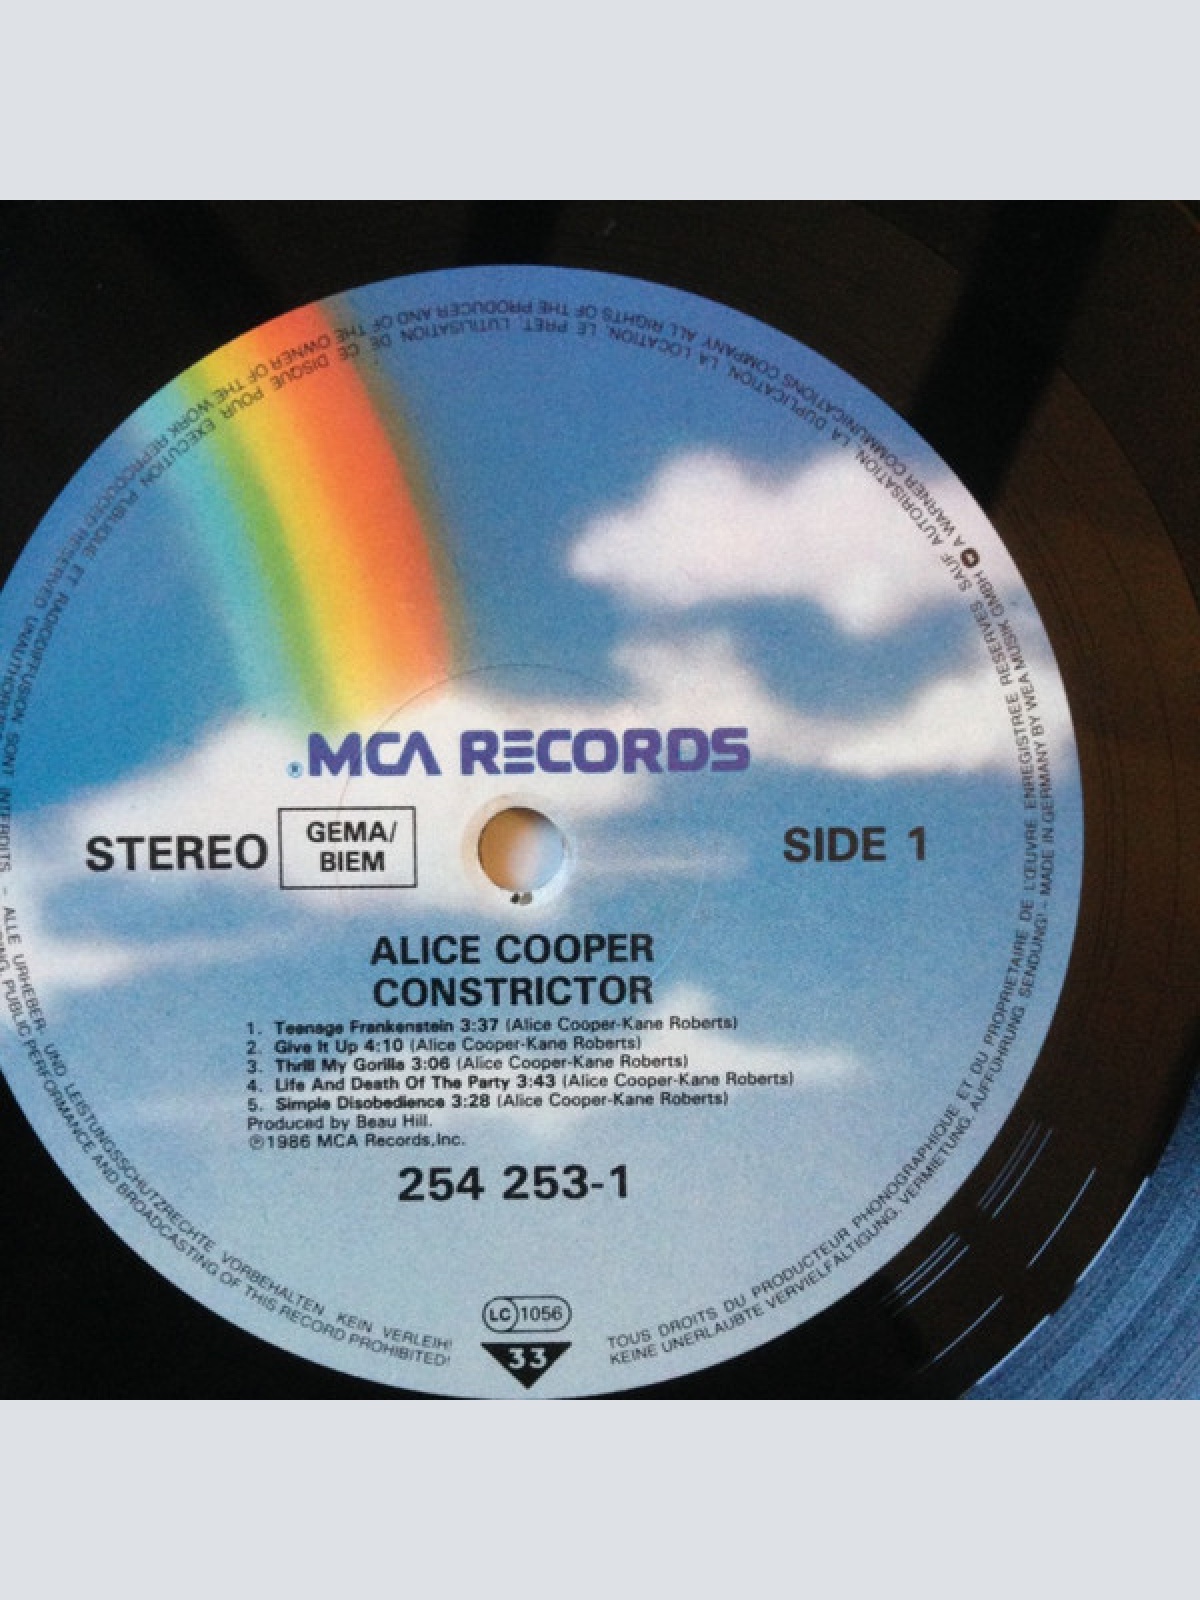 ® MCA RECORDS
STEREO
GEMA/
BIEM
SIDE 1
ALICE COOPER
CONSTRICTOR
1. Teenage Frankenstein 3:37 (Alice Cooper-Kane Roberts)
2. Give It Up 4:10 (Alice Cooper-Kane Roberts)
3. Thrill My Gorilla 3:06 (Alice Cooper-Kane Roberts)
4. Life And Death Of The Party 3:43 (Alice Cooper-Kane Roberts)
5. Simple Disobedience 3:28 (Alice Cooper-Kane Roberts)
Produced by Beau Hill.
℗1986 MCA Records,Inc.
254 253-1
LC 1056
33
TOUS DROITS DU PRODUCTEUR PHONOGRAPHIQUE ET DU PROPRIETAIRE DE L'ŒUVRE ENREGISTREE RESERVES. SAUF AUTORISATION, LA DUPLICATION, LA LOCATION, LE PRET, L'UTILISATION DE CE DISQUE POUR EXECUTION PUBLIQUE ET RADIODIFFUSION SONT INTERDITS - ALLE URHEBER- UND LEISTUNGSSCHUTZRECHTE VORBEHALTEN. KEIN VERLEIH!
KEINE UNERLAUBTE VERVIELFÄLTIGUNG, VERMIETUNG, AUFFÜHRUNG, SENDUNG! - MADE IN GERMANY BY WEA MUSIK GMBH A WARNER COMMUNICATIONS COMPANY. ALL RIGHTS OF THE PRODUCER AND OF THE OWNER OF THE WORK REPRODUCED RESERVED. UNAUTHORIZED PUBLIC PERFORMANCE AND BROADCASTING OF THIS RECORD PROHIBITED!